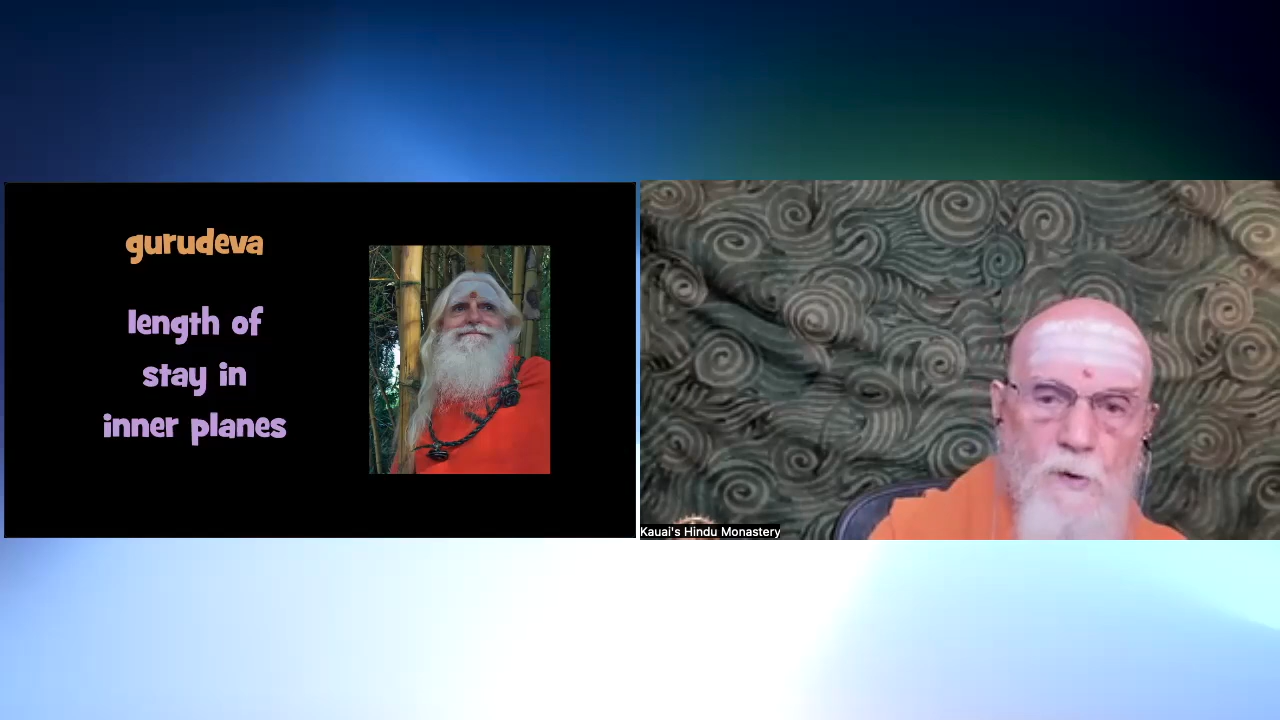 gurudeva
length of
stay in
inner planes
Kauai's Hindu Monastery